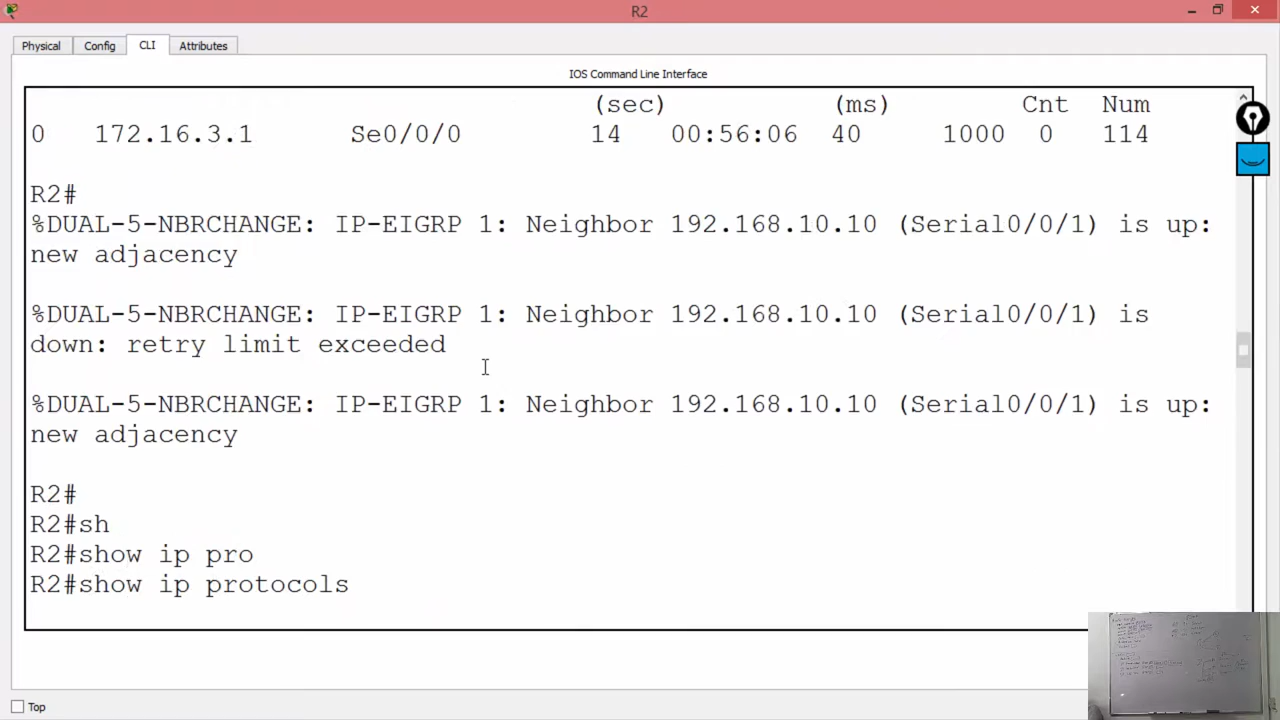 R2
Physical Config CLI Attributes
IOS Command Line Interface
(sec) (ms) Cnt Num
0 172.16.3.1 Se0/0/0 14 00:56:06 40 1000 0 114
R2#
%DUAL-5-NBRCHANGE: IP-EIGRP 1: Neighbor 192.168.10.10 (Serial0/0/1) is up:
new adjacency
%DUAL-5-NBRCHANGE: IP-EIGRP 1: Neighbor 192.168.10.10 (Serial0/0/1) is
down: retry limit exceeded
%DUAL-5-NBRCHANGE: IP-EIGRP 1: Neighbor 192.168.10.10 (Serial0/0/1) is up:
new adjacency
R2#
R2#sh
R2#show ip pro
R2#show ip protocols
Top